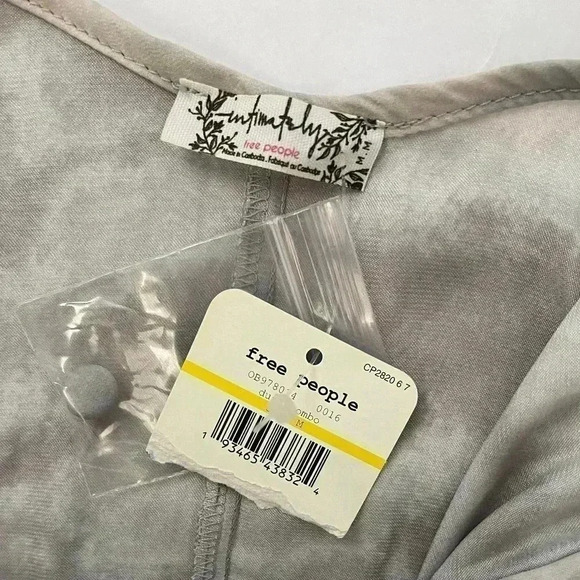 intimately
free people
Made in Cambodia . Fabriqué au Cambodge
M
M
CP2820 6 7
free people
0016
M
1 93465 43832 4